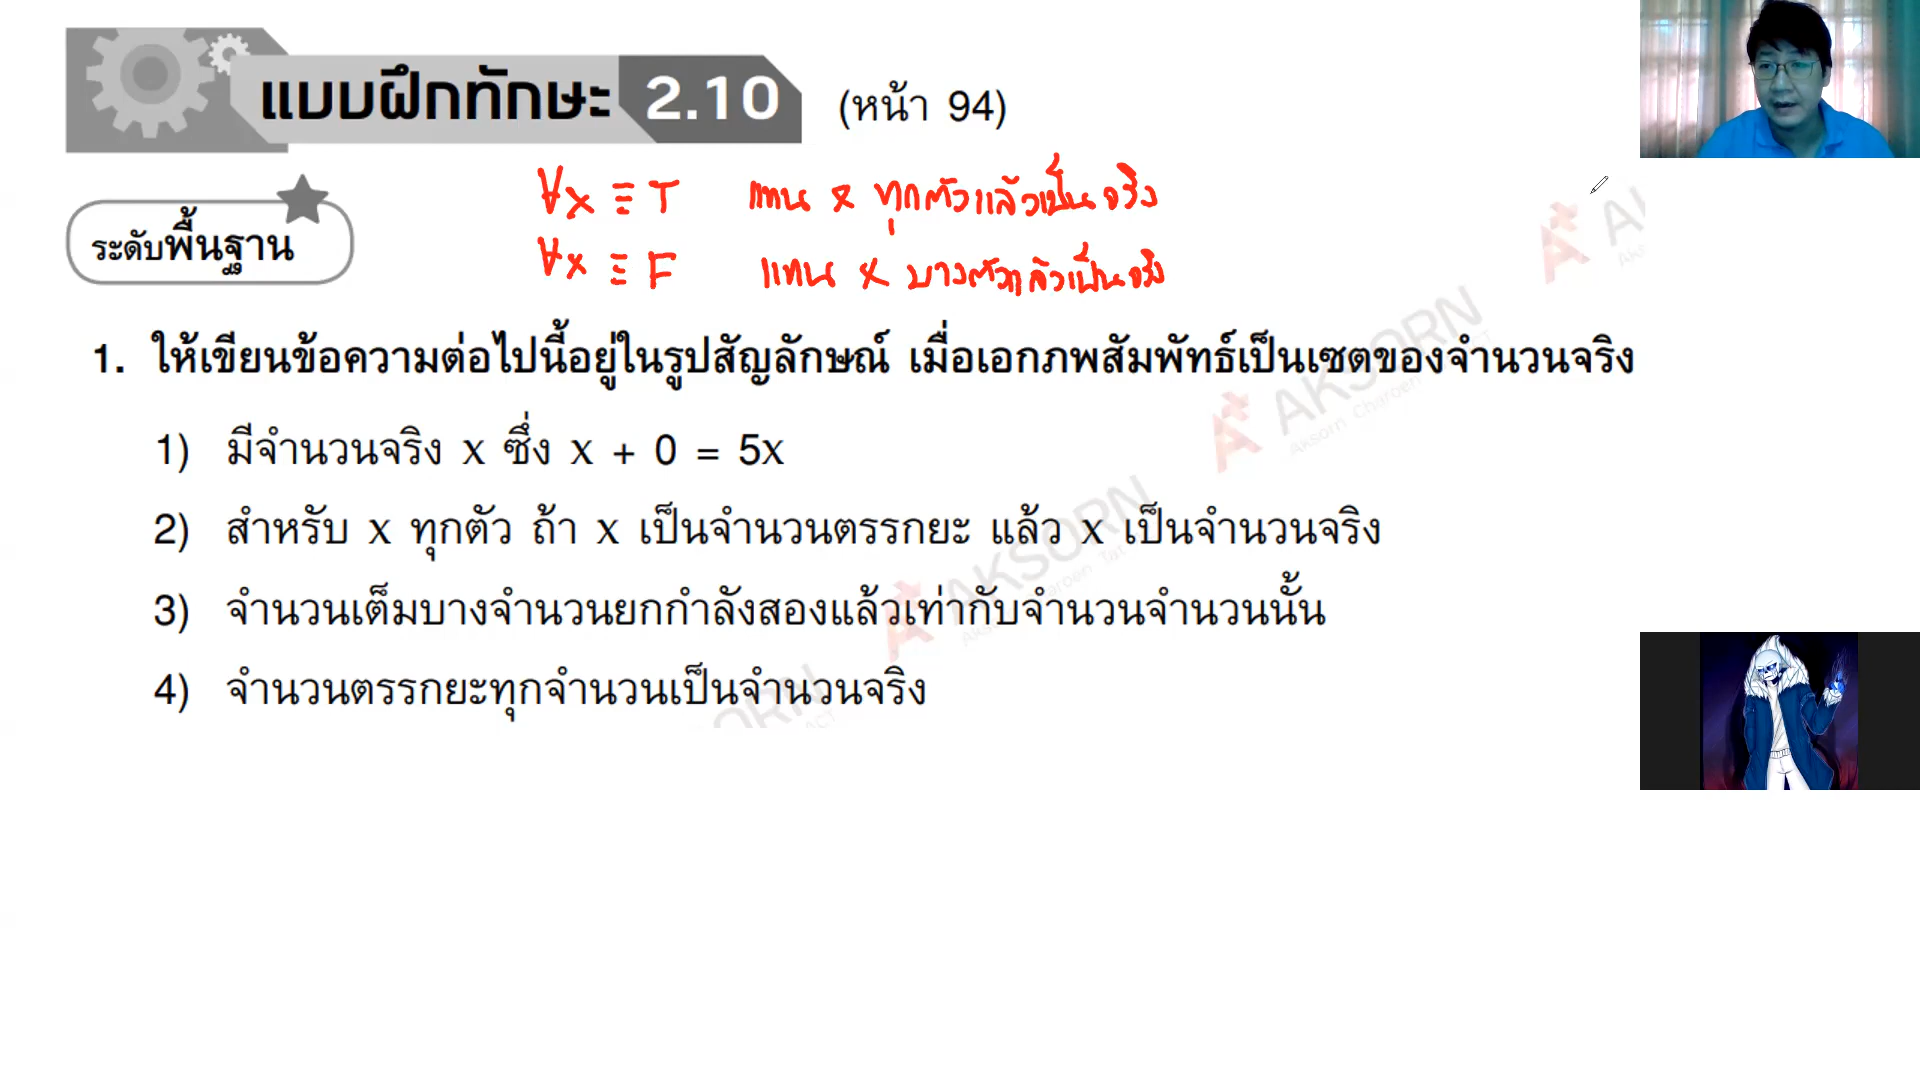 แบบฝึกทักษะ 2.10 (หน้า 94)
∀x ≡ T แทน x ทุกตัวแล้วเป็นจริง
∀x ≡ F แทน x บางตัวแล้วเป็นจริง
ระดับพื้นฐาน
1. ให้เขียนข้อความต่อไปนี้อยู่ในรูปสัญลักษณ์ เมื่อเอกภพสัมพัทธ์เป็นเซตของจำนวนจริง
1) มีจำนวนจริง x ซึ่ง x + 0 = 5x
2) สำหรับ x ทุกตัว ถ้า x เป็นจำนวนตรรกยะ แล้ว x เป็นจำนวนจริง
3) จำนวนเต็มบางจำนวนยกกำลังสองแล้วเท่ากับจำนวนจำนวนนั้น
4) จำนวนตรรกยะทุกจำนวนเป็นจำนวนจริง
AKSORN
Aksorn Charoen
AKSORN